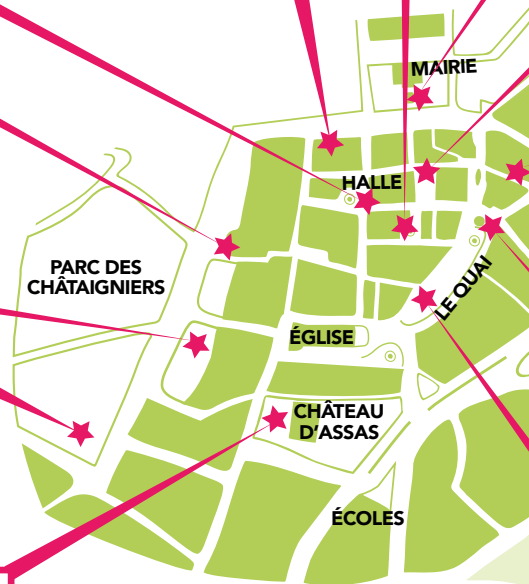 MAIRIE
HALLE
PARC DES
CHÂTAIGNIERS
LE QUAI
ÉGLISE
CHÂTEAU
D'ASSAS
ÉCOLES